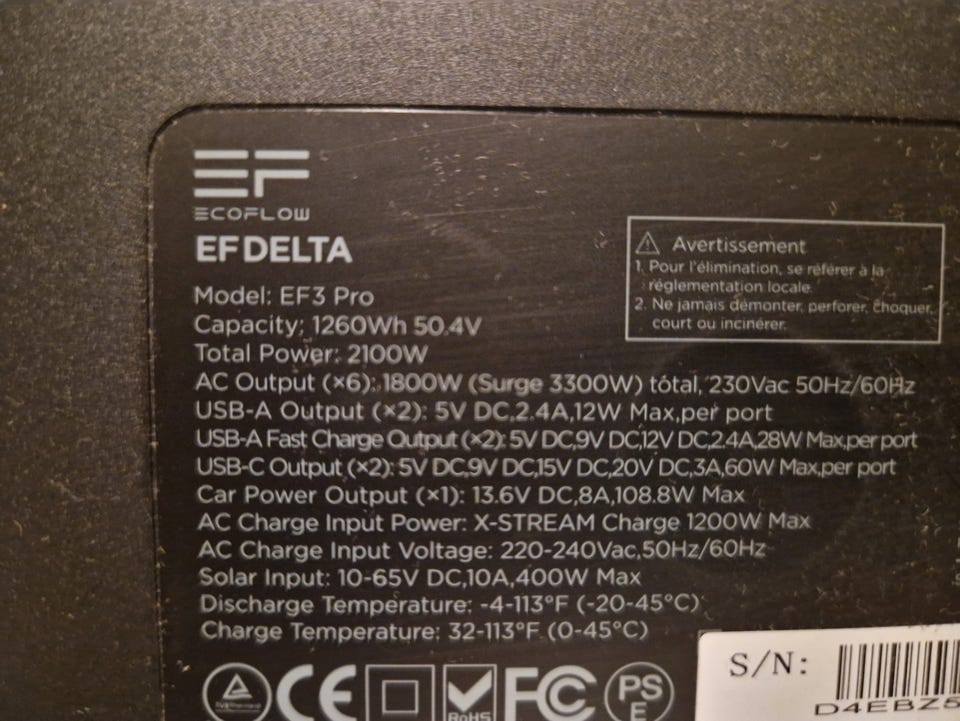 EF
ECOFLOW
EFDELTA
Model: EF3 Pro
Capacity: 1260Wh 50.4V
Total Power: 2100W
AC Output (×6): 1800W (Surge 3300W) total, 230Vac 50Hz/60Hz
USB-A Output (×2): 5V DC,2.4A,12W Max,per port
USB-A Fast Charge Output (×2): 5V DC,9V DC,12V DC,2.4A,28W Max,per port
USB-C Output (×2): 5V DC,9V DC,15V DC,20V DC,3A,60W Max,per port
Car Power Output (×1): 13.6V DC,8A,108.8W Max
AC Charge Input Power: X-STREAM Charge 1200W Max
AC Charge Input Voltage: 220-240Vac,50Hz/60Hz
Solar Input: 10-65V DC,10A,400W Max
Discharge Temperature: -4-113°F (-20-45°C)
Charge Temperature: 32-113°F (0-45°C)
Avertissement
1. Pour l'élimination, se référer à la
réglementation locale.
2. Ne jamais démonter, perforer, choquer,
court ou incinérer.
CE
RoHS
FC
PS
E
S/N:
D4EBZ5